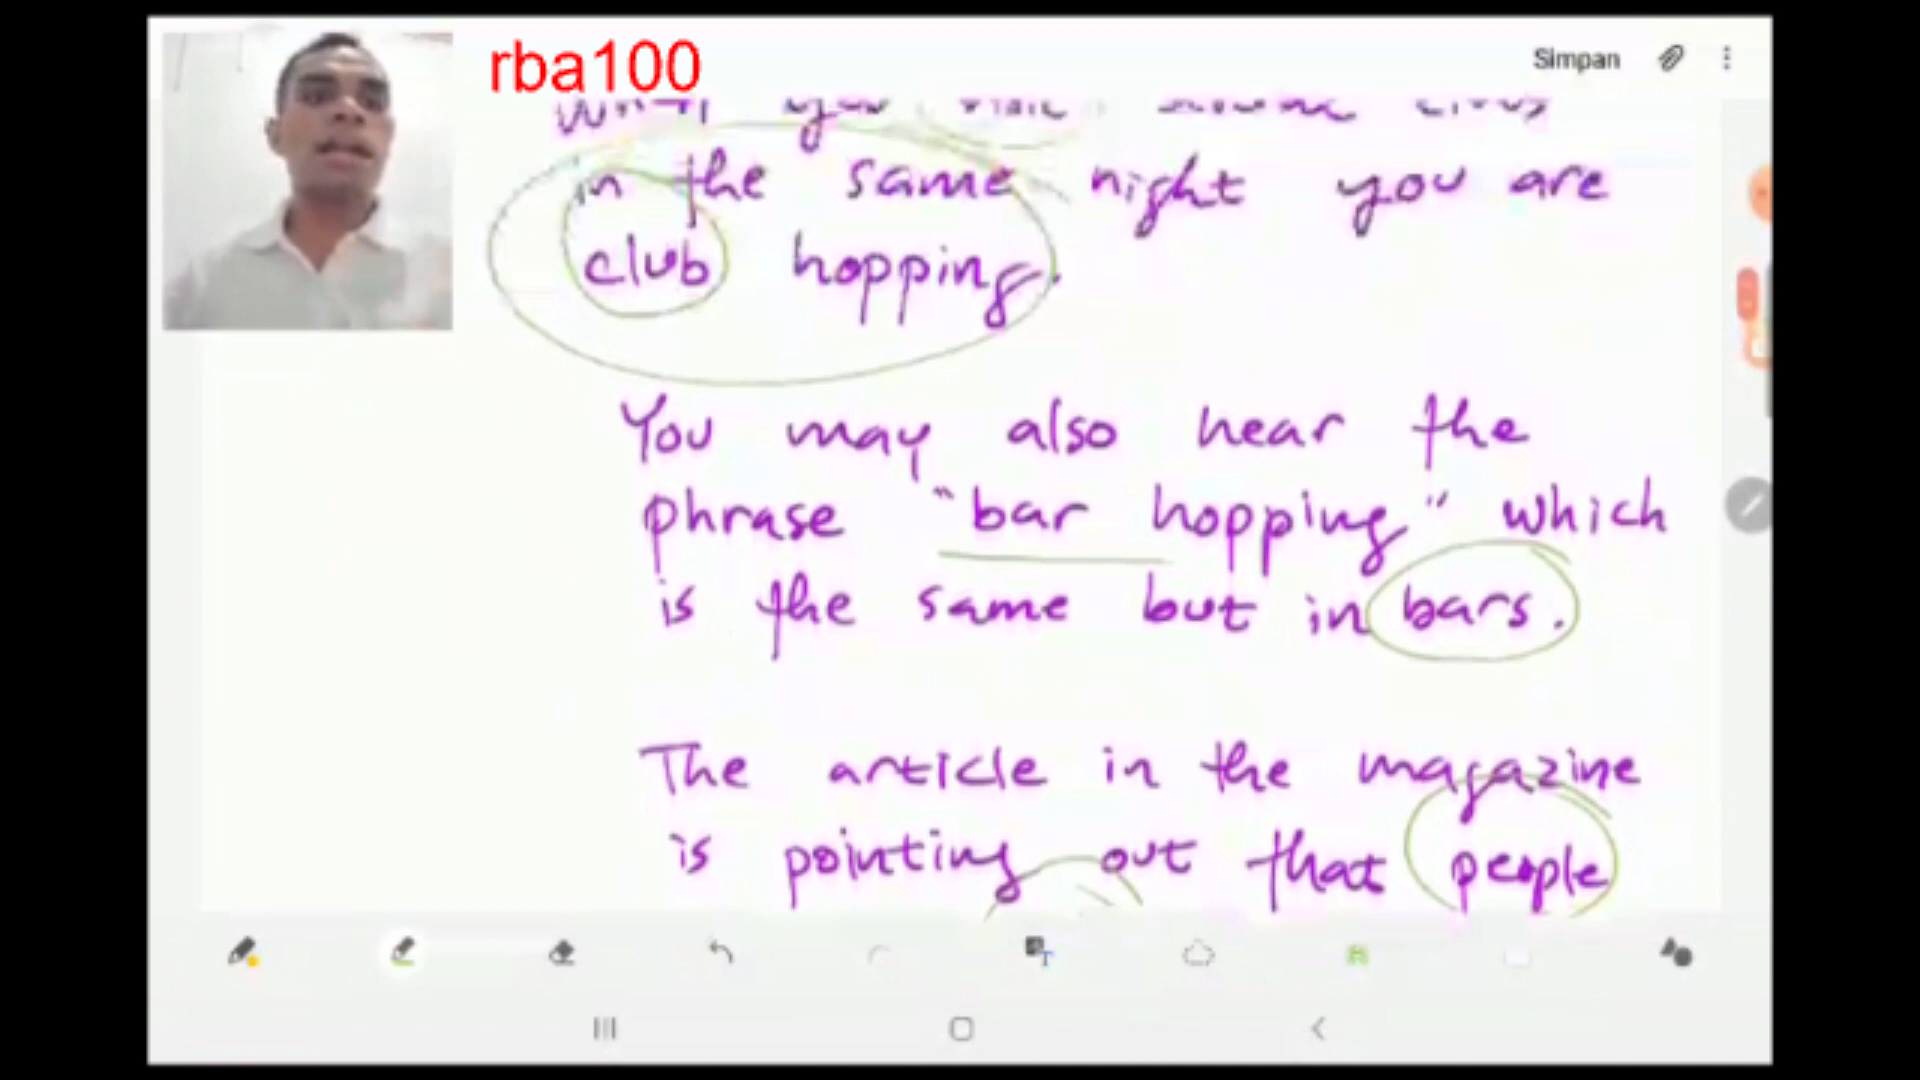 rba100
Simpan
you
in the same night you are
club hopping.
You may also hear the
phrase "bar hopping" which
is the same but in bars.
The article in the magazine
is pointing out that people